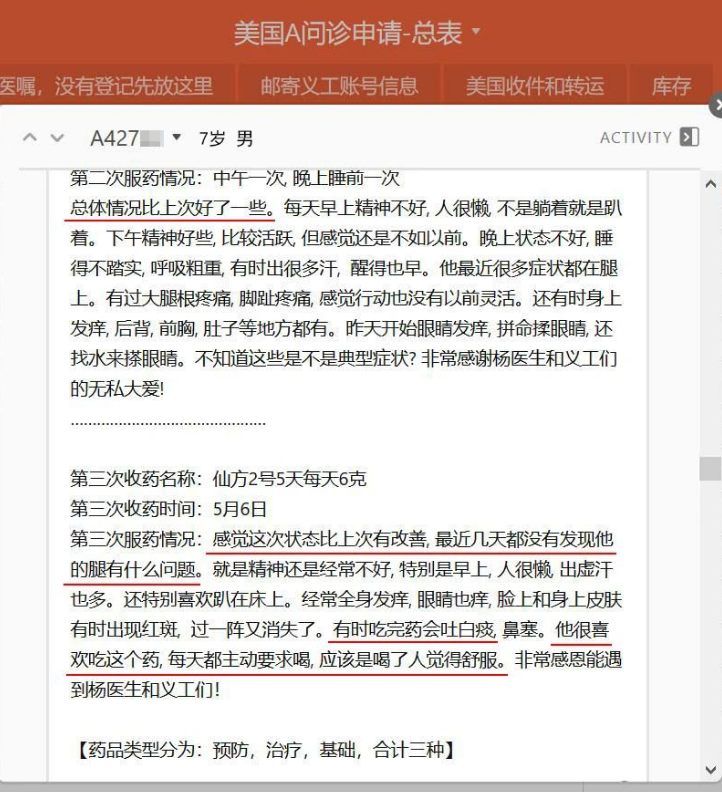 美国A问诊申请-总表
医嘱，没有登记先放这里 邮寄义工账号信息 美国收件和转运 库存
A427 7岁 男 ACTIVITY
第二次服药情况：中午一次, 晚上睡前一次
总体情况比上次好了一些。每天早上精神不好, 人很懒, 不是躺着就是趴
着。下午精神好些, 比较活跃, 但感觉还是不如以前。晚上状态不好, 睡
得不踏实, 呼吸粗重, 有时出很多汗，醒得也早。他最近很多症状都在腿
上。有过大腿根疼痛, 脚趾疼痛, 感觉行动也没有以前灵活。还有时身上
发痒, 后背, 前胸, 肚子等地方都有。昨天开始眼睛发痒, 拼命揉眼睛, 还
找水来搽眼睛。不知道这些是不是典型症状? 非常感谢杨医生和义工们
的无私大爱!
............................................
第三次收药名称：仙方2号5天每天6克
第三次收药时间：5月6日
第三次服药情况：感觉这次状态比上次有改善, 最近几天都没有发现他
的腿有什么问题。就是精神还是经常不好, 特别是早上, 人很懒, 出虚汗
也多。还特别喜欢趴在床上。经常全身发痒, 眼睛也痒, 脸上和身上皮肤
有时出现红斑，过一阵又消失了。有时吃完药会吐白痰, 鼻塞。他很喜
欢吃这个药, 每天都主动要求喝, 应该是喝了人觉得舒服。非常感恩能遇
到杨医生和义工们！
【药品类型分为：预防，治疗，基础，合计三种】